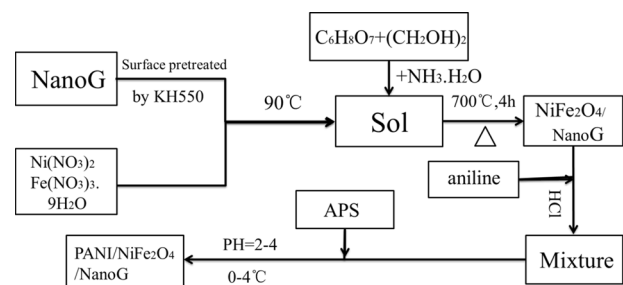 C6H8O7+(CH2OH)2
NanoG
Surface pretreated
by KH550
+NH3.H2O
90℃
Sol
700℃,4h
△
NiFe2O4/
NanoG
Ni(NO3)2
Fe(NO3)3.
9H2O
aniline
HCl
APS
PANI/NiFe2O4
/NanoG
PH=2-4
0-4℃
Mixture